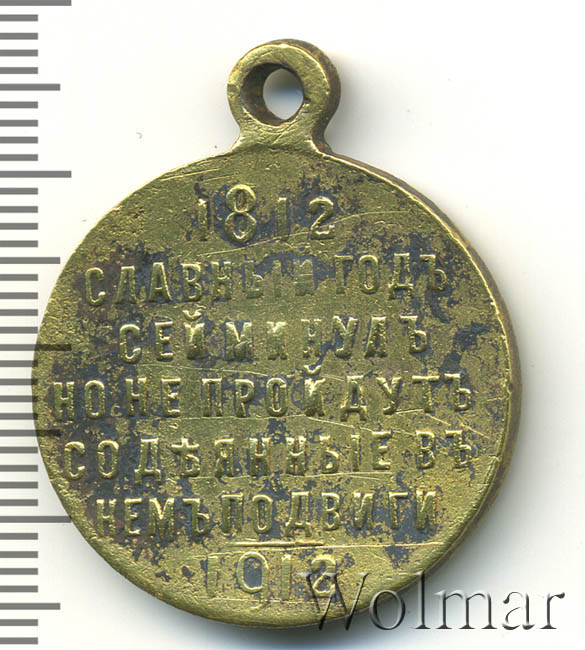 1812
СЛАВНЫЙ ГОДЪ
СЕЙ МИНУЛЪ
НО НЕ ПРОЙДУТЪ
СОДѢЯННЫЕ ВЪ
НЕМЪ ПОДВИГИ
1912
Wolmar